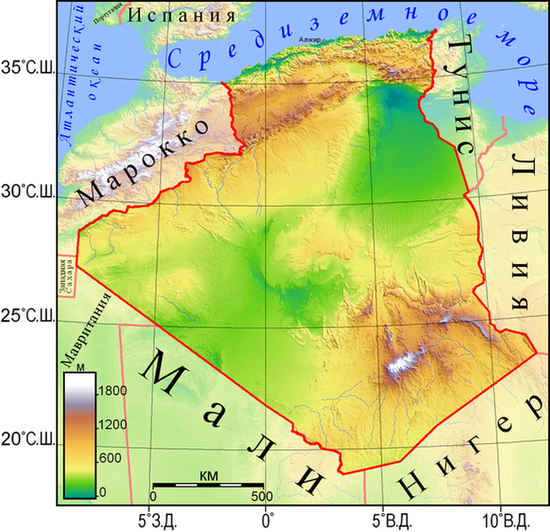 Португалия
Испания
Средиземное море
Атлантический
океан
Алжир
Тунис
35°С.Ш.
Марокко
30°С.Ш.
Ливия
Западная
Сахара
25°С.Ш.
Мавритания
Мали
Нигер
20°С.Ш.
м
1800
1200
600
0
КМ
0 500
5°З.Д. 0° 5°В.Д. 10°В.Д.